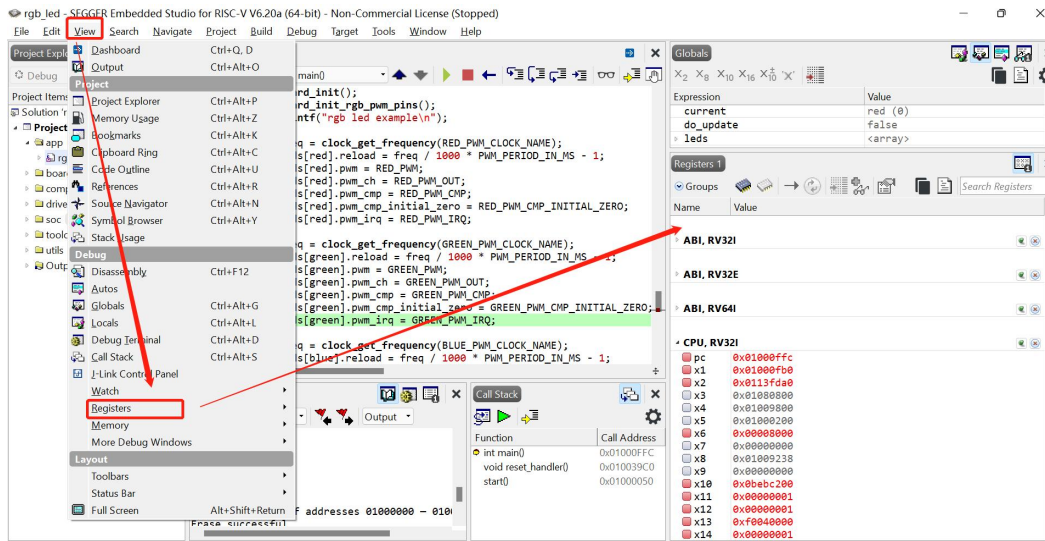 rgb_led - SEGGER Embedded Studio for RISC-V V6.20a (64-bit) - Non-Commercial License (Stopped)
File Edit View Search Navigate Project Build Debug Target Tools Window Help
Project Explo
Debug
Project Items
Solution 'r
Project
app
rg
boar
comp
drive
soc
toolc
utils
Outp
Dashboard Ctrl+Q, D
Output Ctrl+Alt+O
Project
Project Explorer Ctrl+Alt+P
Memory Usage Ctrl+Alt+Z
Bookmarks Ctrl+Alt+K
Clipboard Ring Ctrl+Alt+C
Code Outline Ctrl+Alt+U
References Ctrl+Alt+R
Source Navigator Ctrl+Alt+N
Symbol Browser Ctrl+Alt+Y
Stack Usage
Debug
Disassembly Ctrl+F12
Autos
Globals Ctrl+Alt+G
Locals Ctrl+Alt+L
Debug Terminal Ctrl+Alt+D
Call Stack Ctrl+Alt+S
J-Link Control Panel
Watch
Registers
Memory
More Debug Windows
Layout
Toolbars
Status Bar
Full Screen Alt+Shift+Return
main()
rd_init();
rd_init_rgb_pwm_pins();
ntf("rgb led example\n");
q = clock_get_frequency(RED_PWM_CLOCK_NAME);
s[red].reload = freq / 1000 * PWM_PERIOD_IN_MS - 1;
s[red].pwm = RED_PWM;
s[red].pwm_ch = RED_PWM_OUT;
s[red].pwm_cmp = RED_PWM_CMP;
s[red].pwm_cmp_initial_zero = RED_PWM_CMP_INITIAL_ZERO;
s[red].pwm_irq = RED_PWM_IRQ;
q = clock_get_frequency(GREEN_PWM_CLOCK_NAME);
s[green].reload = freq / 1000 * PWM_PERIOD_IN_MS - 1;
s[green].pwm = GREEN_PWM;
s[green].pwm_ch = GREEN_PWM_OUT;
s[green].pwm_cmp = GREEN_PWM_CMP;
s[green].pwm_cmp_initial_zero = GREEN_PWM_CMP_INITIAL_ZERO;
s[green].pwm_irq = GREEN_PWM_IRQ;
q = clock_get_frequency(BLUE_PWM_CLOCK_NAME);
s[blue].reload = freq / 1000 * PWM_PERIOD_IN_MS - 1;
Output
f addresses 01000000 — 010
Erase successful
Call Stack
Function Call Address
int main() 0x01000FFC
void reset_handler() 0x010039C0
start() 0x01000050
Globals
X2 X8 X10 X16 X±10 'X'
Expression Value
current red (0)
do_update false
leds <array>
Registers 1
Groups Search Registers
Name Value
ABI, RV32I
ABI, RV32E
ABI, RV64I
CPU, RV32I
pc 0x01000ffc
x1 0x01000fb0
x2 0x0113fda0
x3 0x01080800
x4 0x01009800
x5 0x01000200
x6 0x00008000
x7 0x00000000
x8 0x01009238
x9 0x00000000
x10 0x0bebc200
x11 0x00000001
x12 0x00000001
x13 0xf0040000
x14 0x00000001